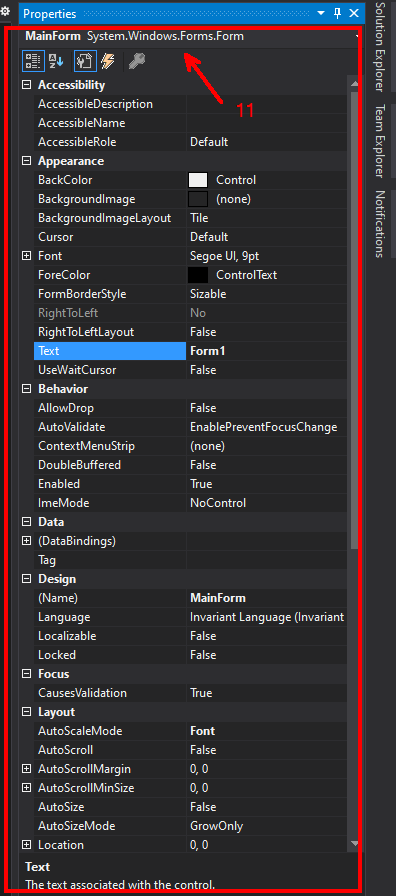 Properties
MainForm System.Windows.Forms.Form
11
Accessibility
AccessibleDescription
AccessibleName
AccessibleRole Default
Appearance
BackColor Control
BackgroundImage (none)
BackgroundImageLayout Tile
Cursor Default
Font Segoe UI, 9pt
ForeColor ControlText
FormBorderStyle Sizable
RightToLeft No
RightToLeftLayout False
Text Form1
UseWaitCursor False
Behavior
AllowDrop False
AutoValidate EnablePreventFocusChange
ContextMenuStrip (none)
DoubleBuffered False
Enabled True
ImeMode NoControl
Data
(DataBindings)
Tag
Design
(Name) MainForm
Language Invariant Language (Invariant
Localizable False
Locked False
Focus
CausesValidation True
Layout
AutoScaleMode Font
AutoScroll False
AutoScrollMargin 0, 0
AutoScrollMinSize 0, 0
AutoSize False
AutoSizeMode GrowOnly
Location 0, 0
Text
The text associated with the control.
Solution Explorer
Team Explorer
Notifications